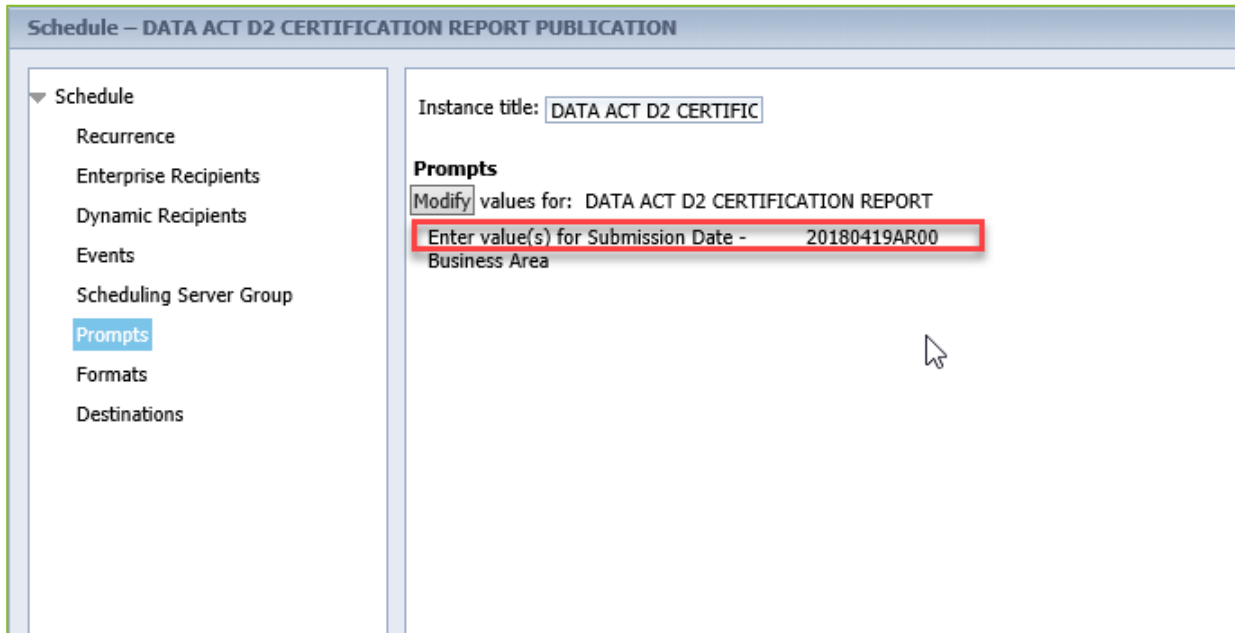 Schedule – DATA ACT D2 CERTIFICATION REPORT PUBLICATION
Schedule
Recurrence
Enterprise Recipients
Dynamic Recipients
Events
Scheduling Server Group
Prompts
Formats
Destinations
Instance title: DATA ACT D2 CERTIFIC
Prompts
Modify values for: DATA ACT D2 CERTIFICATION REPORT
Enter value(s) for Submission Date - 20180419AR00
Business Area